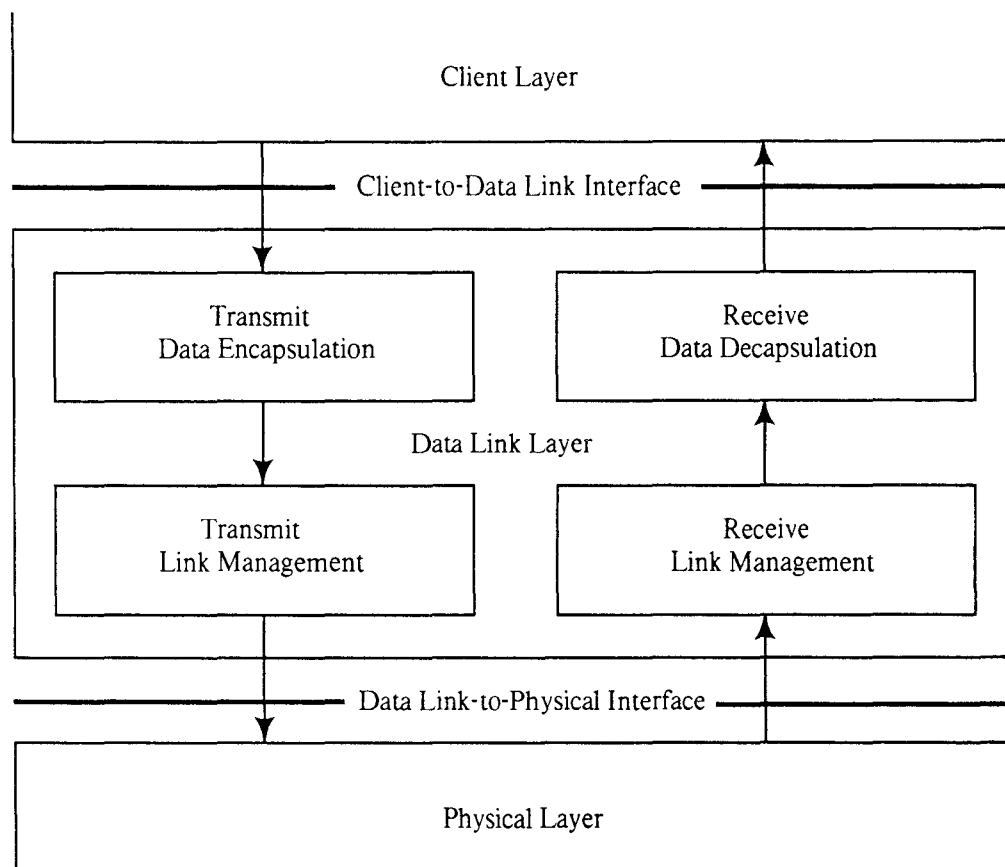 Client Layer
Client-to-Data Link Interface
Transmit
Data Encapsulation
Receive
Data Decapsulation
Data Link Layer
Transmit
Link Management
Receive
Link Management
Data Link-to-Physical Interface
Physical Layer